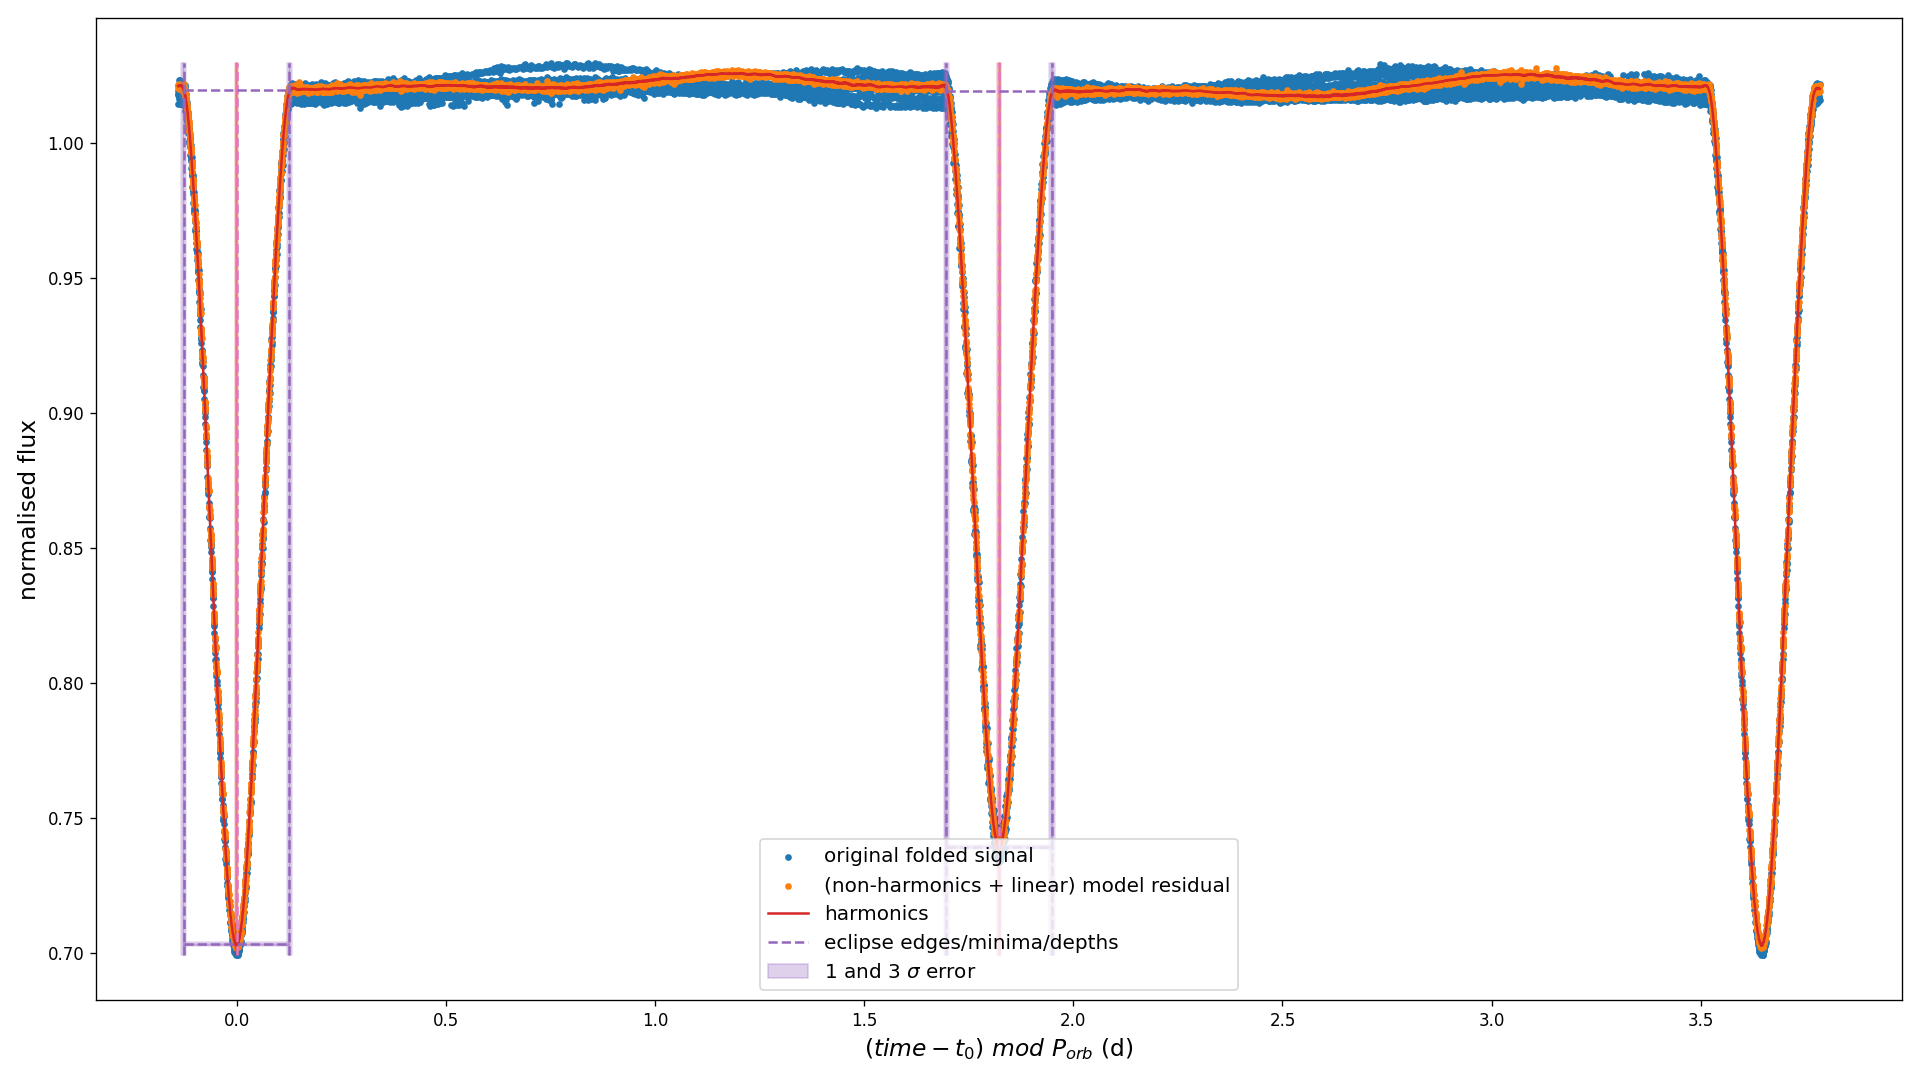 normalised flux
1.00
0.95
0.90
0.85
0.80
0.75
0.70
original folded signal
(non-harmonics + linear) model residual
harmonics
eclipse edges/minima/depths
1 and 3 σ error
0.0 0.5 1.0 1.5 2.0 2.5 3.0 3.5
(time − t₀) mod Pₒᵣb (d)